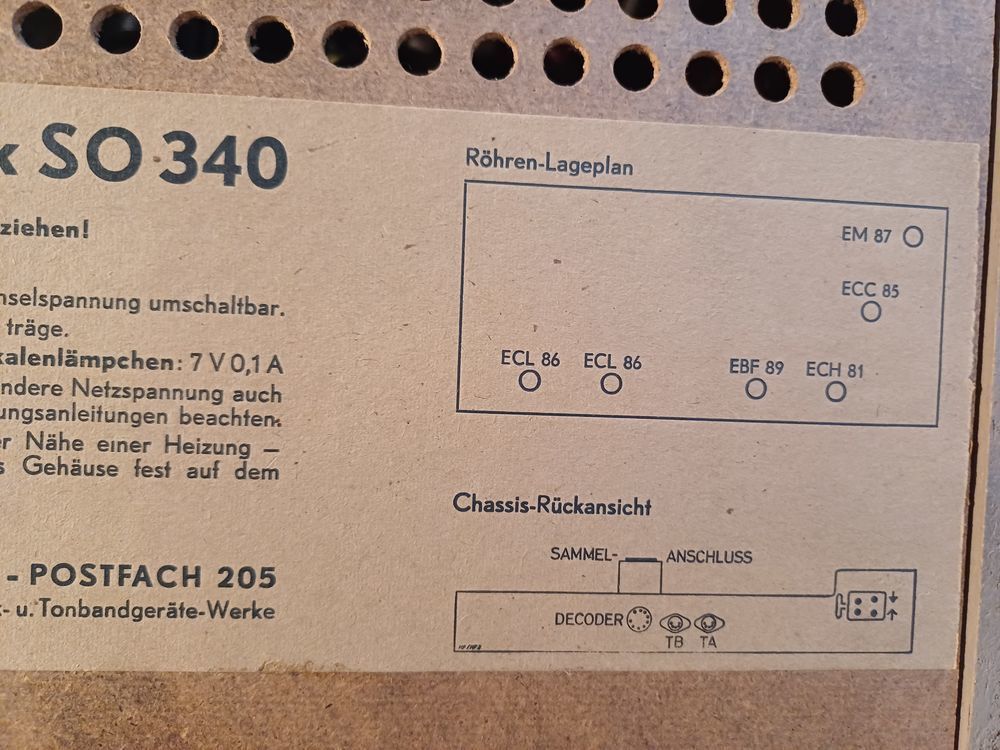 SO 340
ziehen!
nselspannung umschaltbar.
träge.
kalenlämpchen: 7 V 0,1 A
ndere Netzspannung auch
ungsanleitungen beachten.
er Nähe einer Heizung –
s Gehäuse fest auf dem
- POSTFACH 205
- u. Tonbandgeräte-Werke
Röhren-Lageplan
EM 87
ECC 85
ECL 86 ECL 86 EBF 89 ECH 81
Chassis-Rückansicht
SAMMEL- ANSCHLUSS
DECODER
TB TA